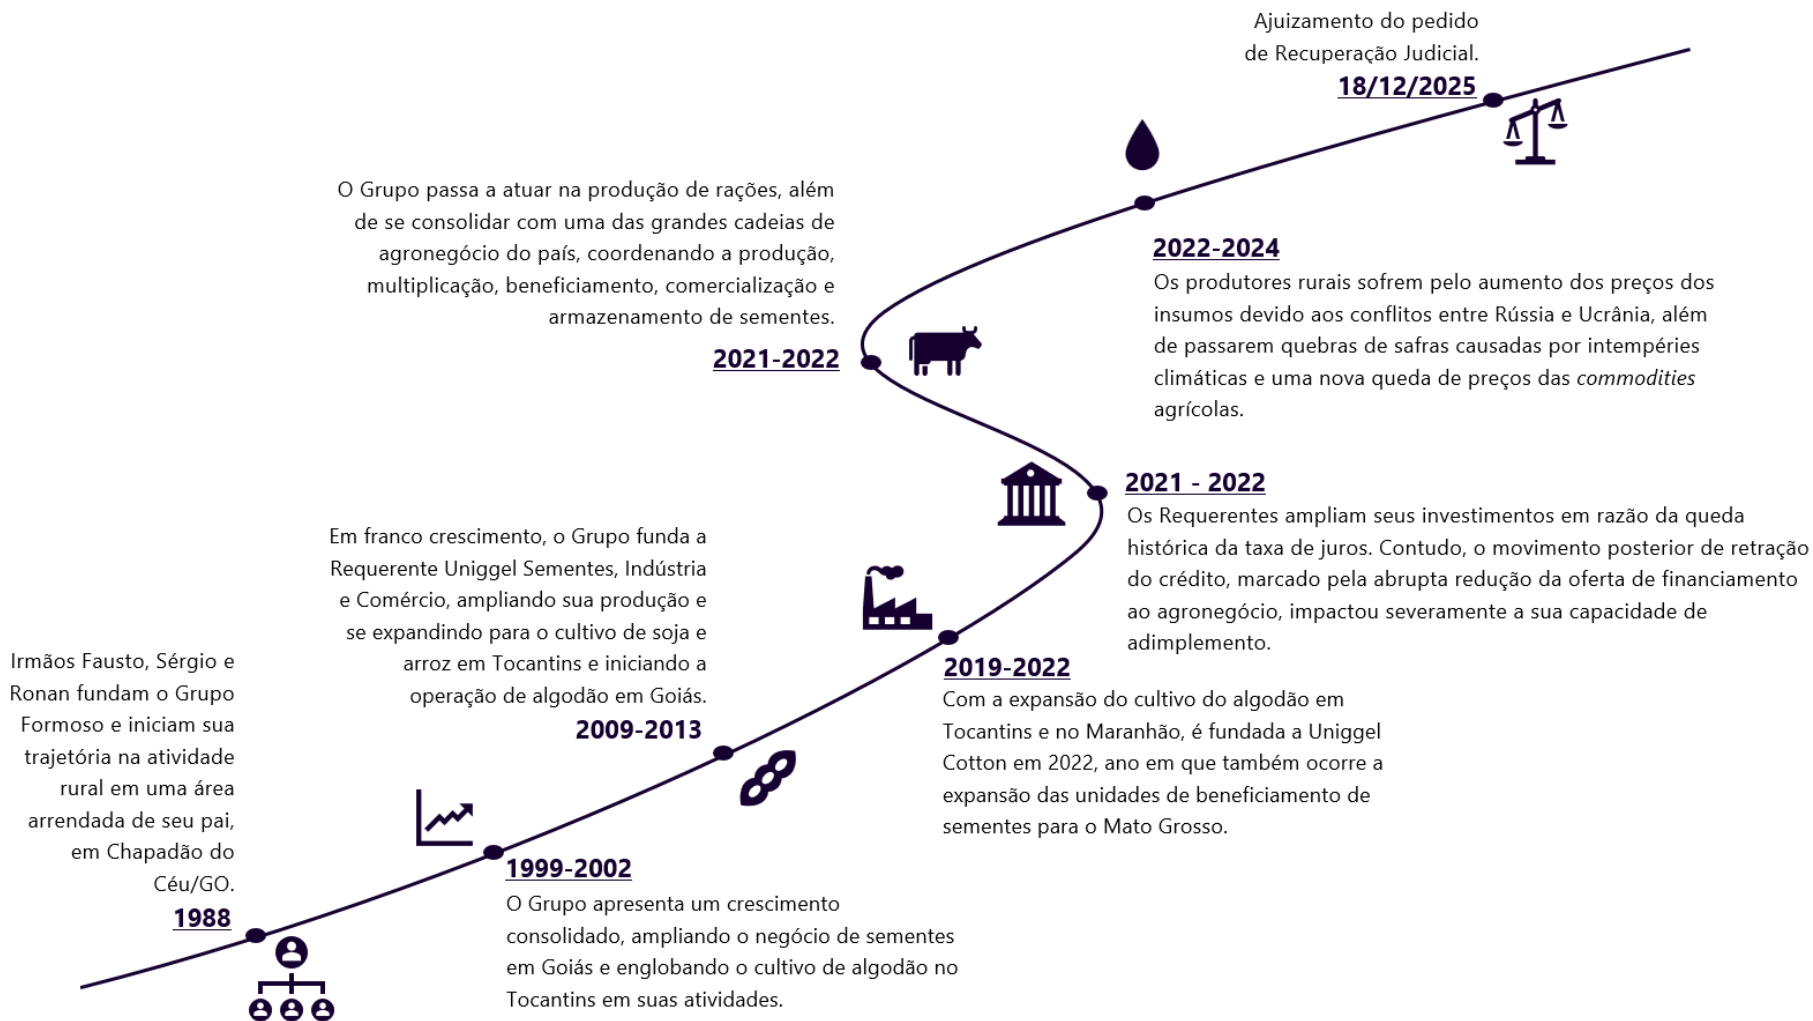 Ajuizamento do pedido
de Recuperação Judicial.
18/12/2025
O Grupo passa a atuar na produção de rações, além
de se consolidar com uma das grandes cadeias de
agronegócio do país, coordenando a produção,
multiplicação, beneficiamento, comercialização e
armazenamento de sementes.
2021-2022
2022-2024
Os produtores rurais sofrem pelo aumento dos preços dos
insumos devido aos conflitos entre Rússia e Ucrânia, além
de passarem quebras de safras causadas por intempéries
climáticas e uma nova queda de preços das commodities
agrícolas.
2021 - 2022
Os Requerentes ampliam seus investimentos em razão da queda
histórica da taxa de juros. Contudo, o movimento posterior de retração
do crédito, marcado pela abrupta redução da oferta de financiamento
ao agronegócio, impactou severamente a sua capacidade de
adimplemento.
Em franco crescimento, o Grupo funda a
Requerente Uniggel Sementes, Indústria
e Comércio, ampliando sua produção e
se expandindo para o cultivo de soja e
arroz em Tocantins e iniciando a
operação de algodão em Goiás.
2009-2013
2019-2022
Com a expansão do cultivo do algodão em
Tocantins e no Maranhão, é fundada a Uniggel
Cotton em 2022, ano em que também ocorre a
expansão das unidades de beneficiamento de
sementes para o Mato Grosso.
Irmãos Fausto, Sérgio e
Ronan fundam o Grupo
Formoso e iniciam sua
trajetória na atividade
rural em uma área
arrendada de seu pai,
em Chapadão do
Céu/GO.
1988
1999-2002
O Grupo apresenta um crescimento
consolidado, ampliando o negócio de sementes
em Goiás e englobando o cultivo de algodão no
Tocantins em suas atividades.